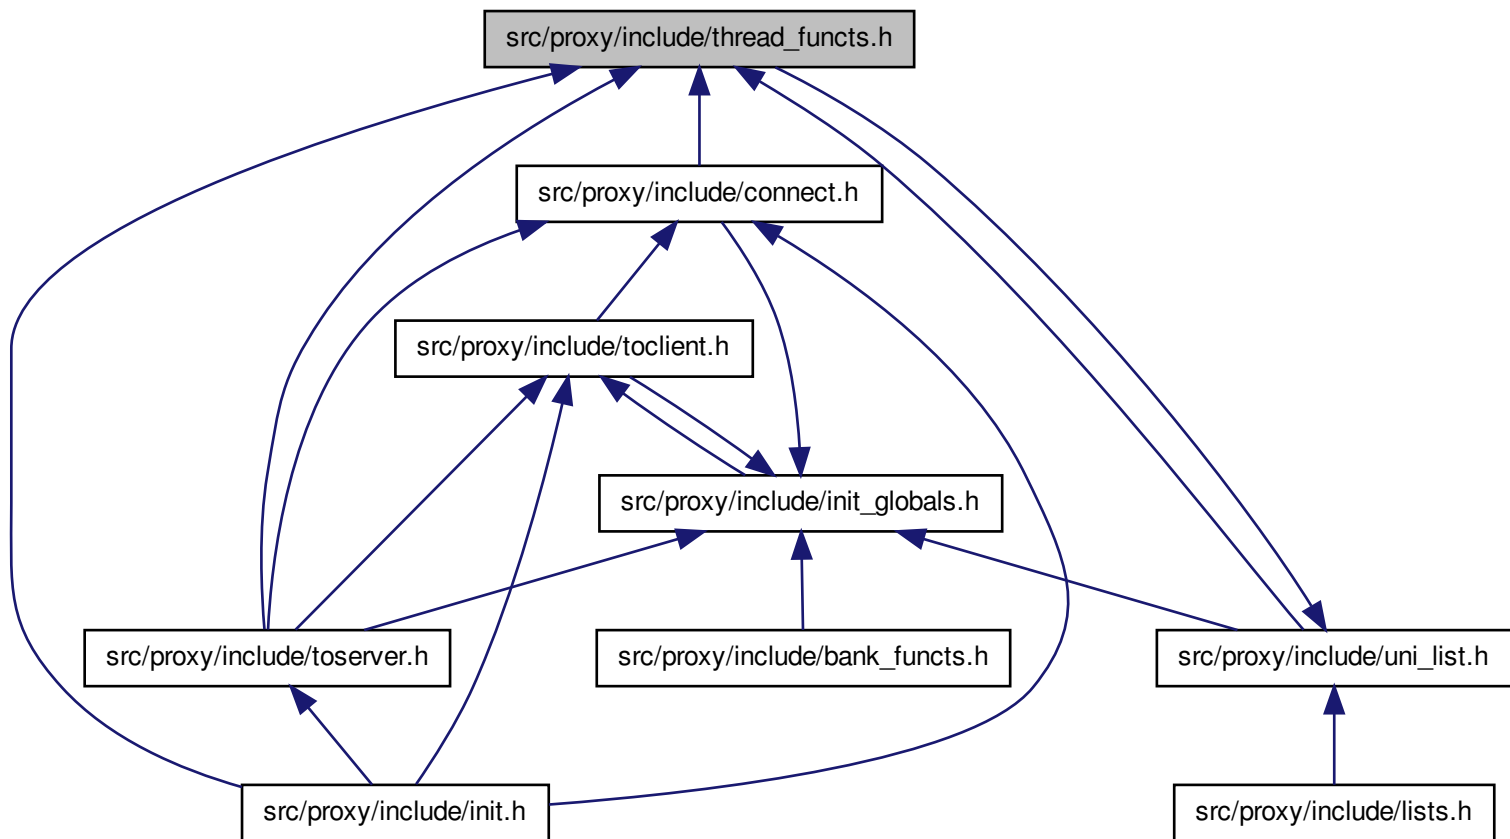 src/proxy/include/thread_functs.h
src/proxy/include/connect.h
src/proxy/include/toclient.h
src/proxy/include/init_globals.h
src/proxy/include/toserver.h
src/proxy/include/bank_functs.h
src/proxy/include/uni_list.h
src/proxy/include/init.h
src/proxy/include/lists.h